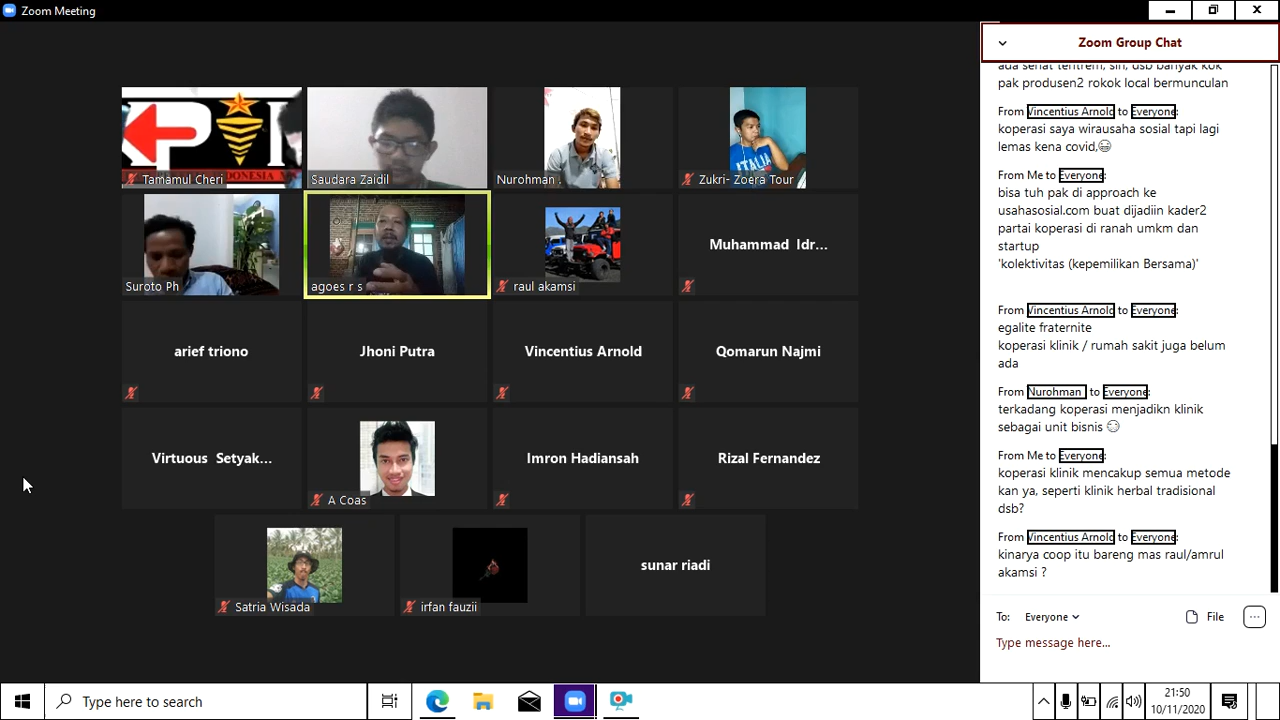 Zoom Meeting
Tamamul Cheri
Saudara Zaidil
Nurohman
Zukri- Zoera Tour
ITALIA
Suroto Ph
agoes r s
raul akamsi
Muhammad Idr...
arief triono
Jhoni Putra
Vincentius Arnold
Qomarun Najmi
Virtuous Setyak...
A Coas
Imron Hadiansah
Rizal Fernandez
Satria Wisada
irfan fauzii
sunar riadi
Zoom Group Chat
ada sehat tentrem, sin, dsb banyak kok
pak produsen2 rokok local bermunculan
From Vincentius Arnold to Everyone:
koperasi saya wirausaha sosial tapi lagi
lemas kena covid,😂
From Me to Everyone:
bisa tuh pak di approach ke
usahasosial.com buat dijadiin kader2
partai koperasi di ranah umkm dan
startup
'kolektivitas (kepemilikan Bersama)'
From Vincentius Arnold to Everyone:
egalite fraternite
koperasi klinik / rumah sakit juga belum
ada
From Nurohman to Everyone:
terkadang koperasi menjadikn klinik
sebagai unit bisnis
From Me to Everyone:
koperasi klinik mencakup semua metode
kan ya, seperti klinik herbal tradisional
dsb?
From Vincentius Arnold to Everyone:
kinarya coop itu bareng mas raul/amrul
akamsi ?
To: Everyone File ...
Type message here...
Type here to search
21:50
10/11/2020